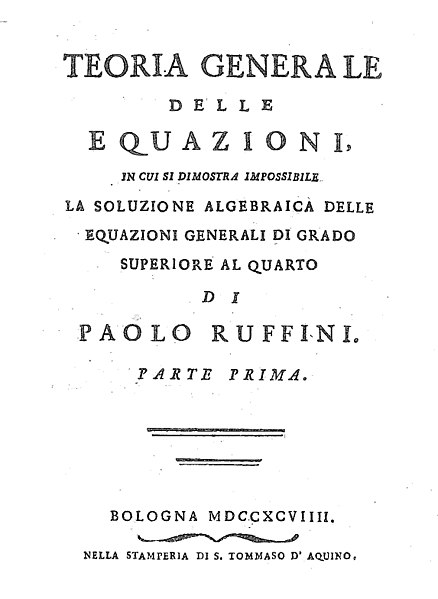 TEORIA GENERALE
DELLE
EQUAZIONI,
IN CUI SI DIMOSTRA IMPOSSIBILE
LA SOLUZIONE ALGEBRAICA DELLE
EQUAZIONI GENERALI DI GRADO
SUPERIORE AL QUARTO
DI
PAOLO RUFFINI.
PARTE PRIMA.
BOLOGNA MDCCXCVIIII.
NELLA STAMPERIA DI S. TOMMASO D' AQUINO.